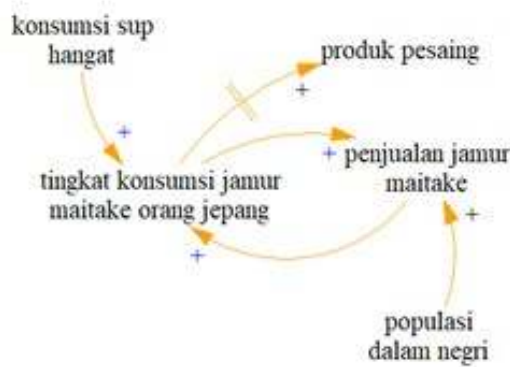 konsumsi sup
hangat
produk pesaing
+
+
+
penjualan jamur
maitake
tingkat konsumsi jamur
maitake orang jepang
+
+
populasi
dalam negri